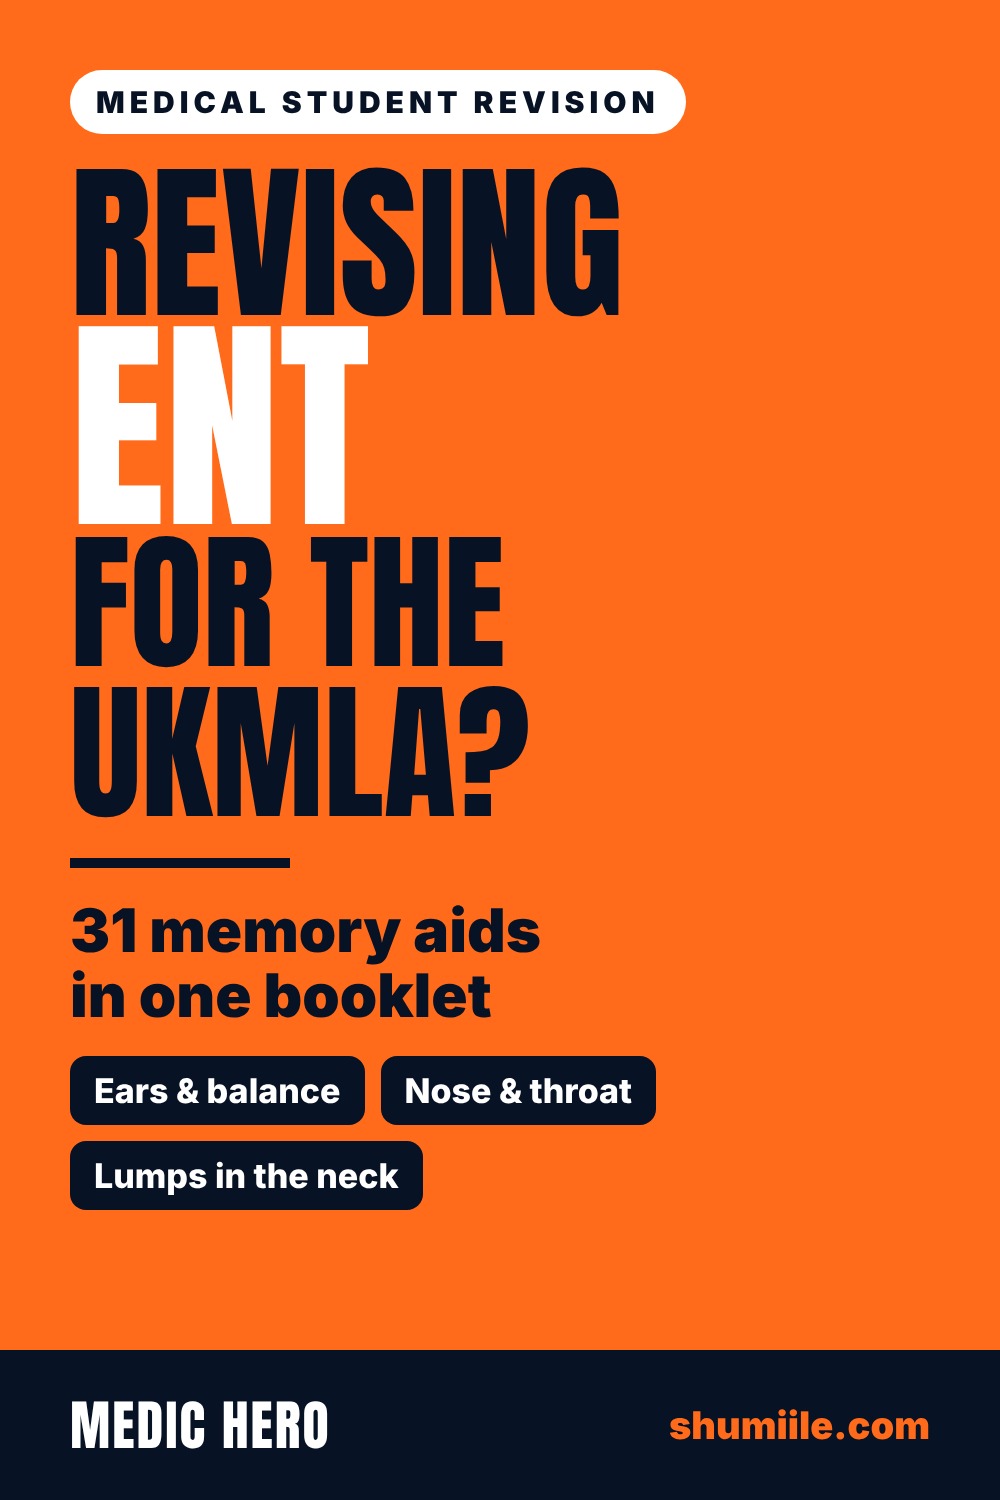 MEDICAL STUDENT REVISION
REVISING
ENT
FOR THE
UKMLA?
31 memory aids
in one booklet
Ears & balance
Nose & throat
Lumps in the neck
MEDIC HERO
shumiile.com